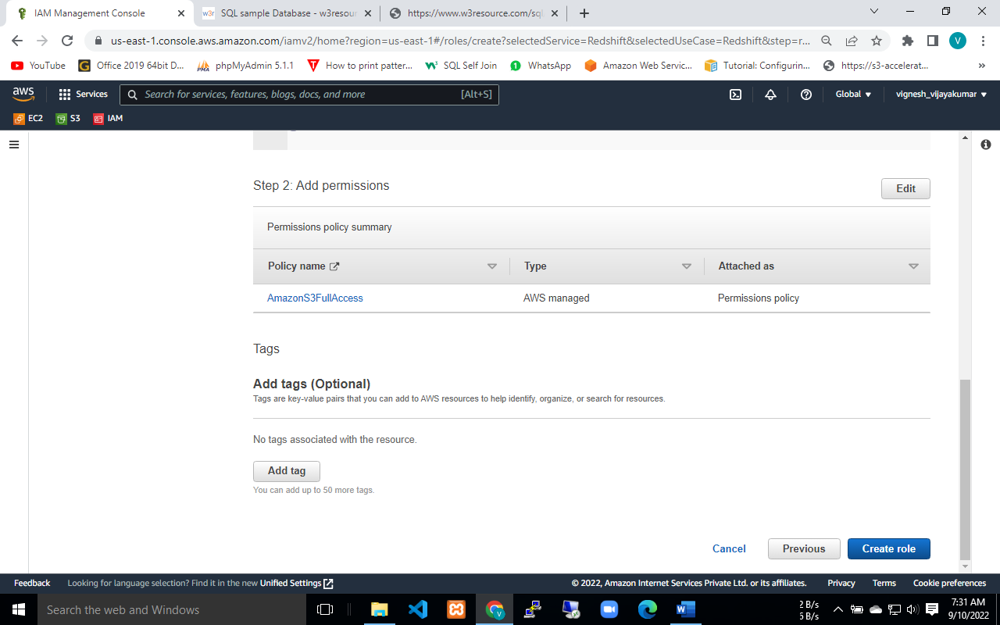 IAM Management Console
w3r SQL sample Database - w3resour
https://www.w3resource.com/sql
us-east-1.console.aws.amazon.com/iamv2/home?region=us-east-1#/roles/create?selectedService=Redshift&selectedUseCase=Redshift&step=r...
V
YouTube
Office 2019 64bit D...
phpMyAdmin 5.1.1
How to print patter...
SQL Self Join
1 WhatsApp
Amazon Web Servic...
Tutorial: Configurin...
https://s3-accelerat...
»
aws
Services
Search for services, features, blogs, docs, and more [Alt+S]
Global
vignesh_vijayakumar
EC2
S3
IAM
Step 2: Add permissions
Edit
Permissions policy summary
Policy name Type Attached as
AmazonS3FullAccess AWS managed Permissions policy
Tags
Add tags (Optional)
Tags are key-value pairs that you can add to AWS resources to help identify, organize, or search for resources.
No tags associated with the resource.
Add tag
You can add up to 50 more tags.
Cancel Previous Create role
Feedback Looking for language selection? Find it in the new Unified Settings © 2022, Amazon Internet Services Private Ltd. or its affiliates. Privacy Terms Cookie preferences
Search the web and Windows
V
B/s
B/s
7:31 AM
9/10/2022